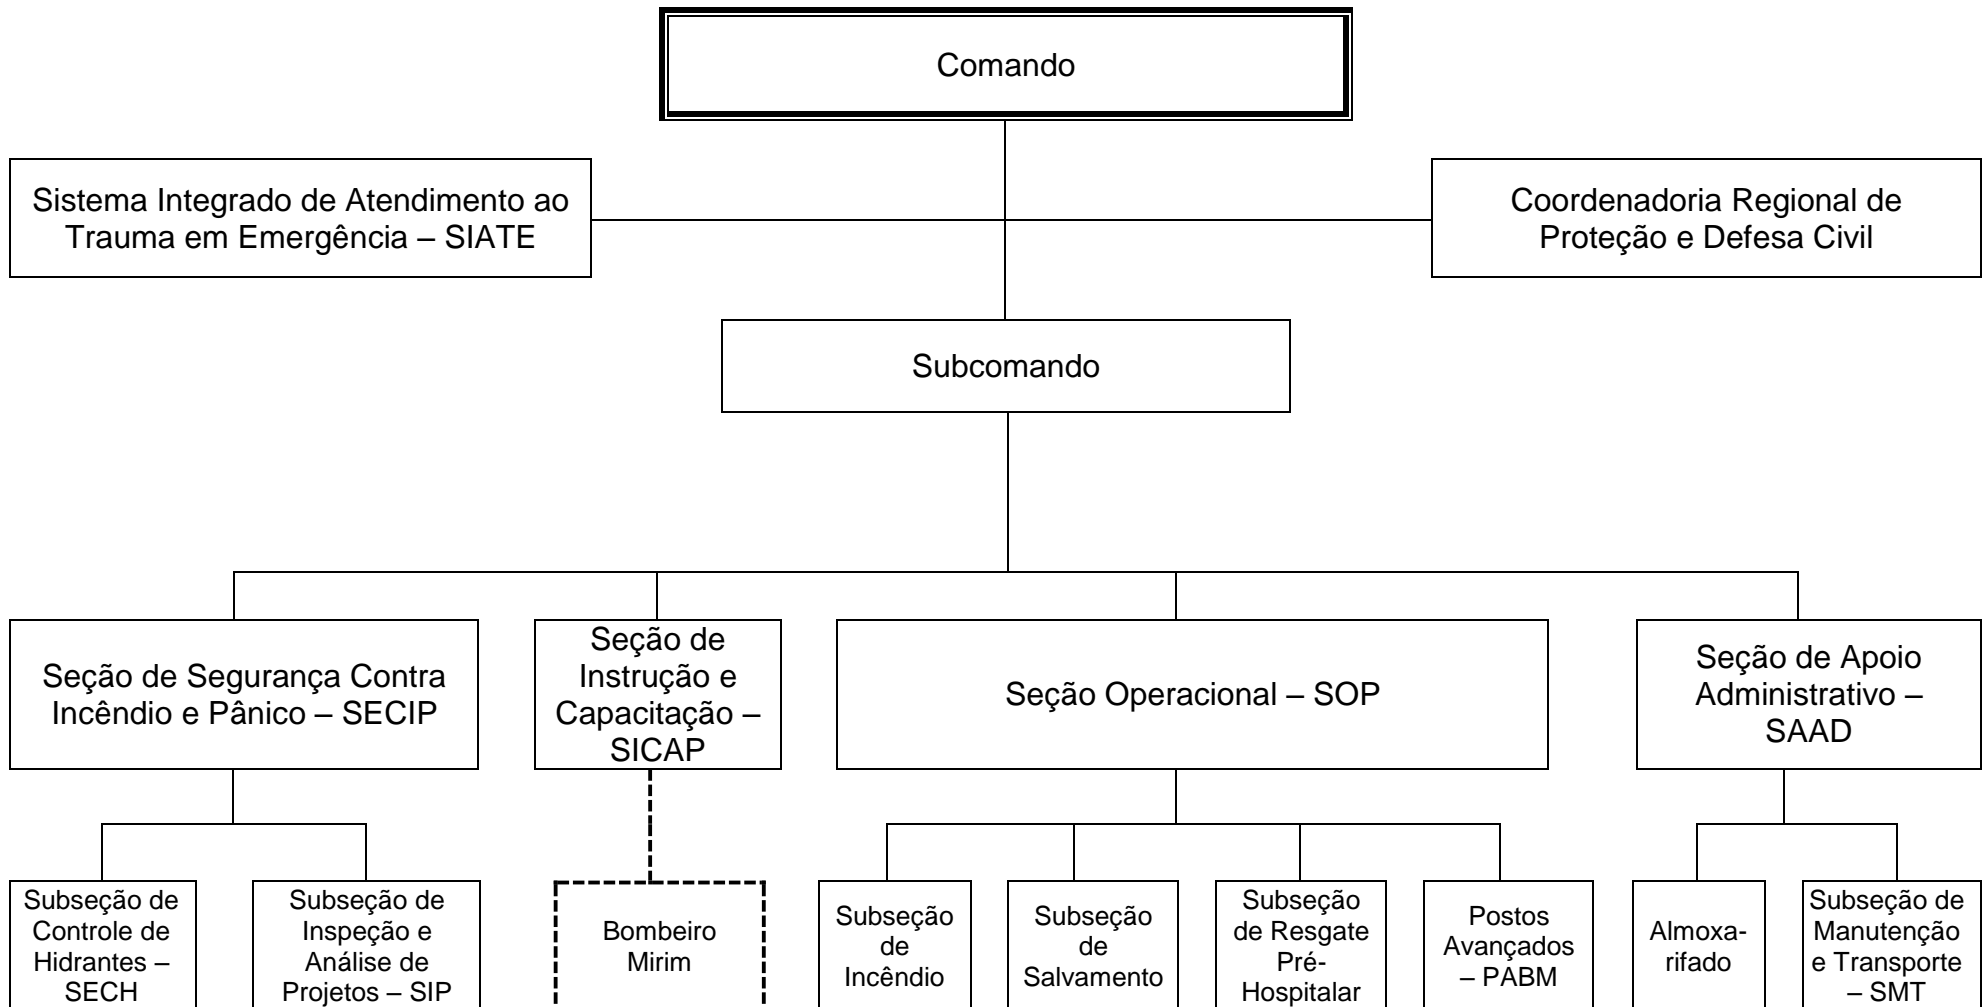 Comando
Sistema Integrado de Atendimento ao
Trauma em Emergência – SIATE
Coordenadoria Regional de
Proteção e Defesa Civil
Subcomando
Seção de Segurança Contra
Incêndio e Pânico – SECIP
Seção de
Instrução e
Capacitação –
SICAP
Seção Operacional – SOP
Seção de Apoio
Administrativo –
SAAD
Subseção de
Controle de
Hidrantes –
SECH
Subseção de
Inspeção e
Análise de
Projetos – SIP
Bombeiro
Mirim
Subseção
de
Incêndio
Subseção
de
Salvamento
Subseção
de Resgate
Pré-
Hospitalar
Postos
Avançados
– PABM
Almoxa-
rifado
Subseção de
Manutenção
e Transporte
– SMT